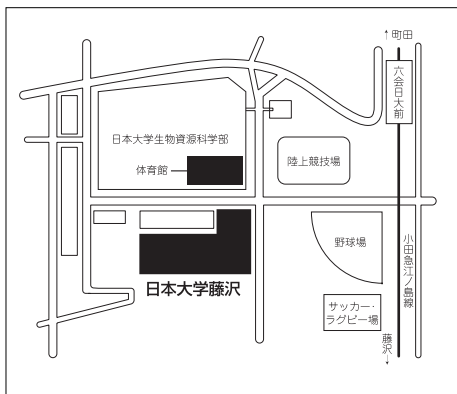 ↑町田
六会日大前
日本大学生物資源科学部
体育館
陸上競技場
野球場
小田急江ノ島線
日本大学藤沢
サッカー・
ラグビー場
藤沢↓